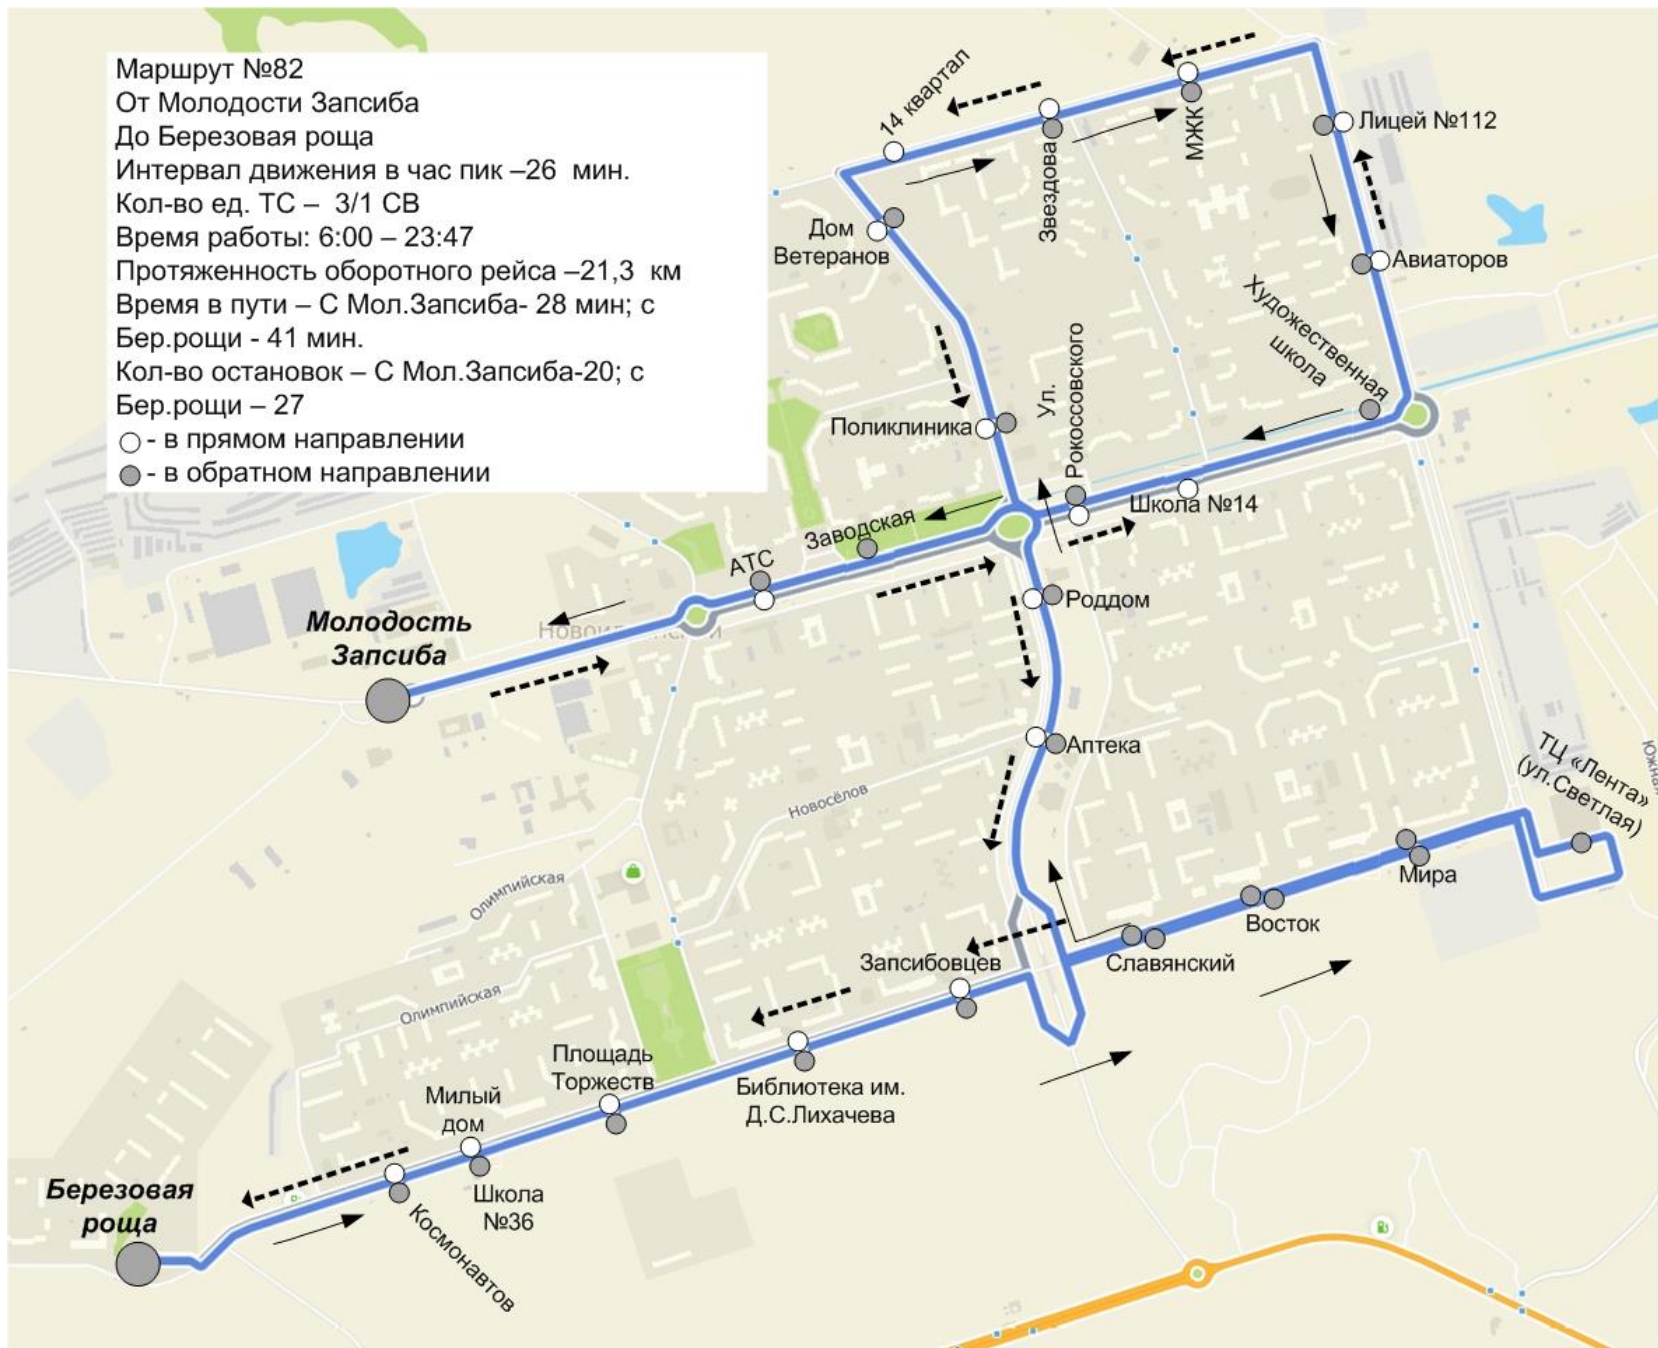 Маршрут №82
От Молодости Запсиба
До Березовая роща
Интервал движения в час пик –26 мин.
Кол-во ед. ТС – 3/1 СВ
Время работы: 6:00 – 23:47
Протяженность оборотного рейса –21,3 км
Время в пути – С Мол.Запсиба- 28 мин; с
Бер.рощи - 41 мин.
Кол-во остановок – С Мол.Запсиба-20; с
Бер.рощи – 27
- в прямом направлении
- в обратном направлении
14 квартал
Звездова
МЖК
Лицей №112
Дом
Ветеранов
Авиаторов
Художественная
школа
Поликлиника
Ул.
Рокоссовского
Школа №14
Заводская
АТС
Роддом
Молодость
Запсиба
Аптека
Новосёлов
ТЦ «Лента»
(ул.Светлая)
Южная
Мира
Восток
Славянский
Олимпийская
Запсибовцев
Олимпийская
Площадь
Торжеств
Библиотека им.
Д.С.Лихачева
Милый
дом
Школа
№36
Космонавтов
Березовая
роща